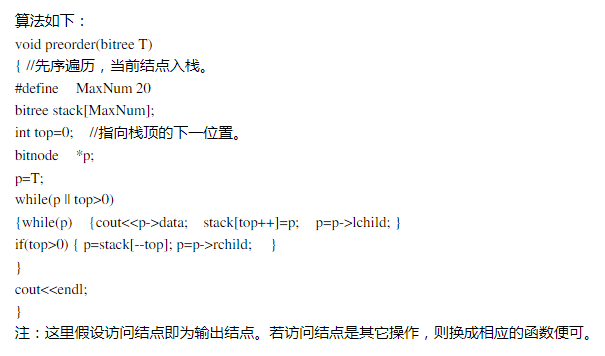 算法如下：
void preorder(bitree T)
{ //先序遍历，当前结点入栈。
#define MaxNum 20
bitree stack[MaxNum];
int top=0; //指向栈顶的下一位置。
bitnode *p;
p=T;
while(p || top>0)
{while(p) {cout<<p->data; stack[top++]=p; p=p->lchild; }
if(top>0) { p=stack[--top]; p=p->rchild; }
}
cout<<endl;
}
注：这里假设访问结点即为输出结点。若访问结点是其它操作，则换成相应的函数便可。